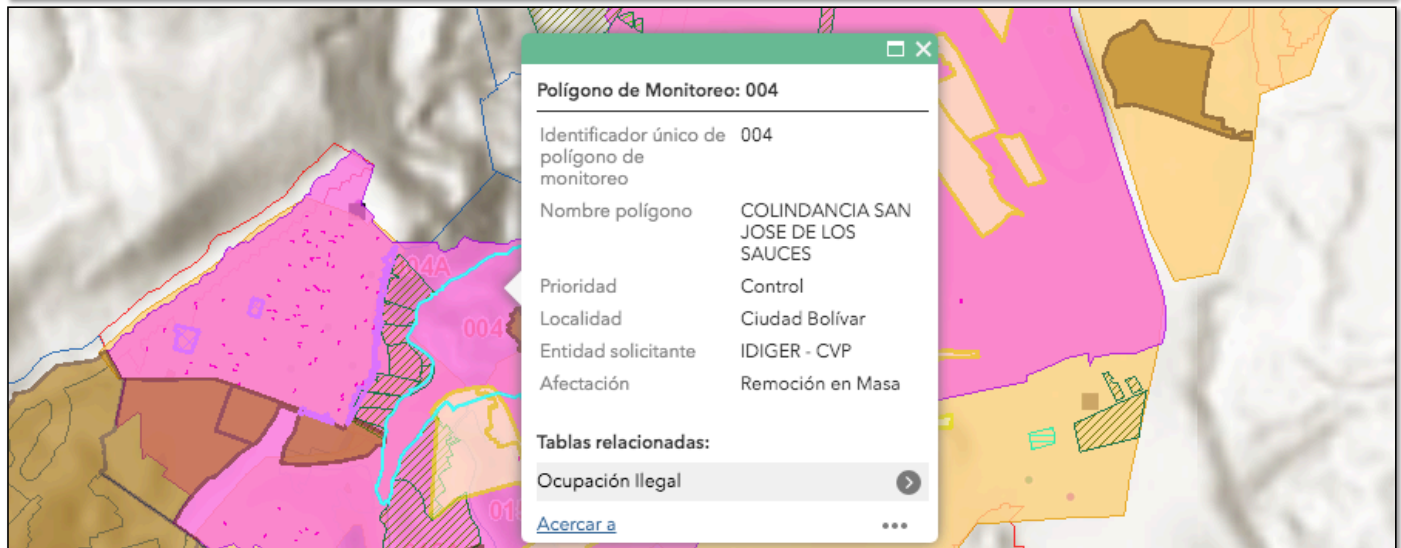 Polígono de Monitoreo: 004
Identificador único de 004
polígono de
monitoreo
Nombre polígono COLINDANCIA SAN
JOSE DE LOS
SAUCES
Prioridad Control
Localidad Ciudad Bolívar
Entidad solicitante IDIGER - CVP
Afectación Remoción en Masa
Tablas relacionadas:
Ocupación Ilegal
Acercar a
004